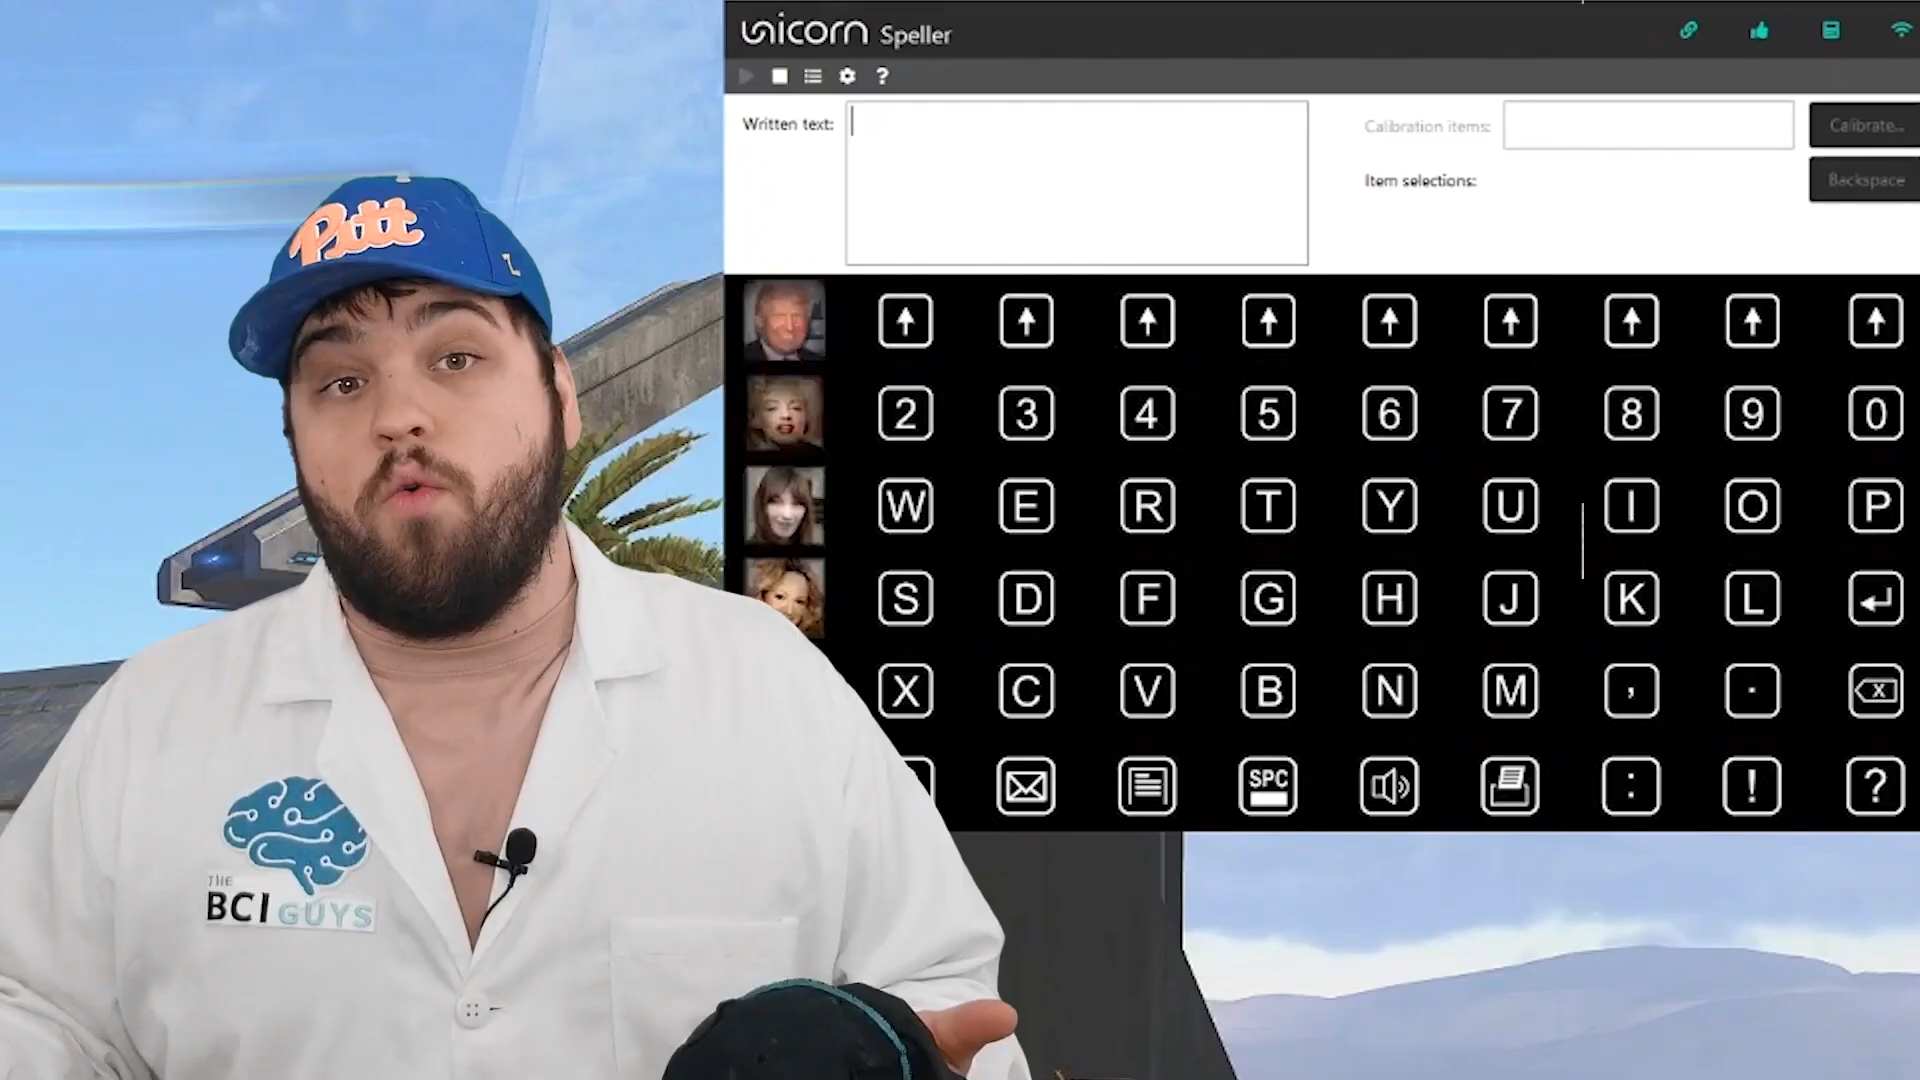 unicorn Speller
?
Written text:
Calibration items:
Calibrate...
Item selections:
Backspace
2 3 4 5 6 7 8 9 0
W E R T Y U I O P
S D F G H J K L
X C V B N M , . X
SPC : ! ?
Pitt
THE
BCI GUYS